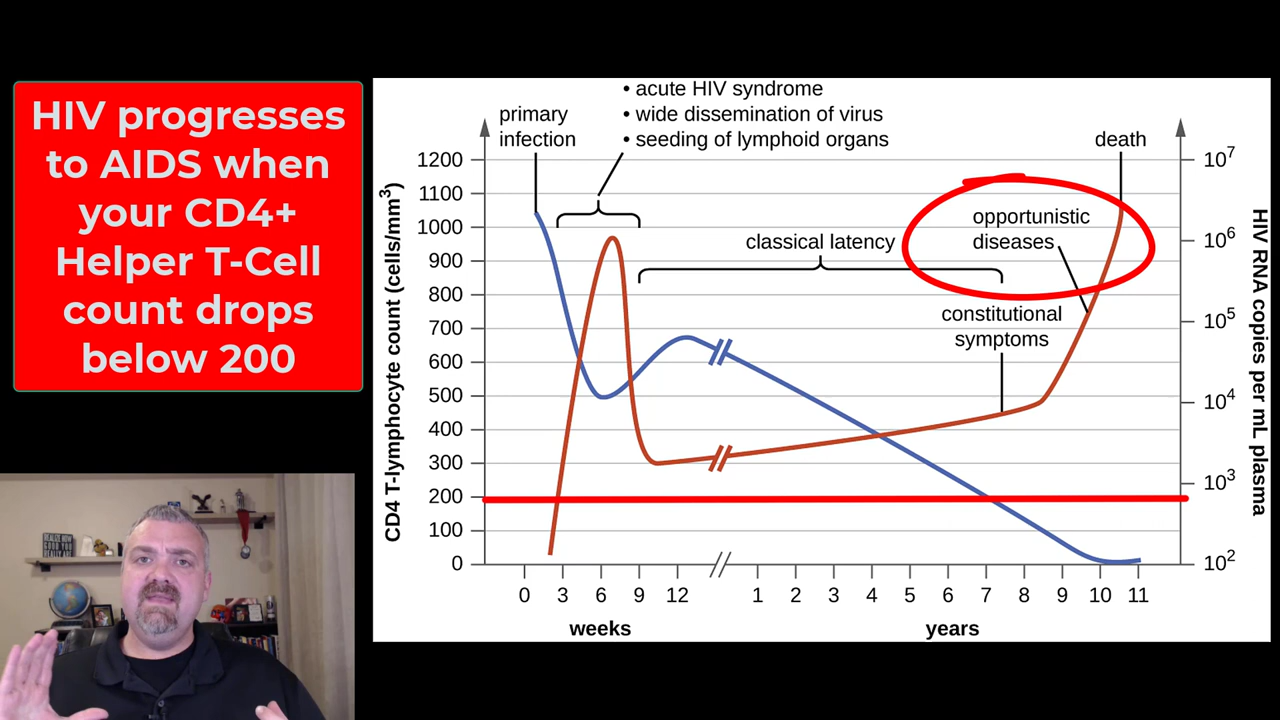 HIV progresses
to AIDS when
your CD4+
Helper T-Cell
count drops
below 200
• acute HIV syndrome
• wide dissemination of virus
• seeding of lymphoid organs
primary
infection
death
opportunistic
diseases
classical latency
constitutional
symptoms
CD4 T-lymphocyte count (cells/mm³)
1200
1100
1000
900
800
700
600
500
400
300
200
100
0
10⁷
10⁶
10⁵
10⁴
10³
10²
HIV RNA copies per mL plasma
0 3 6 9 12 1 2 3 4 5 6 7 8 9 10 11
weeks years